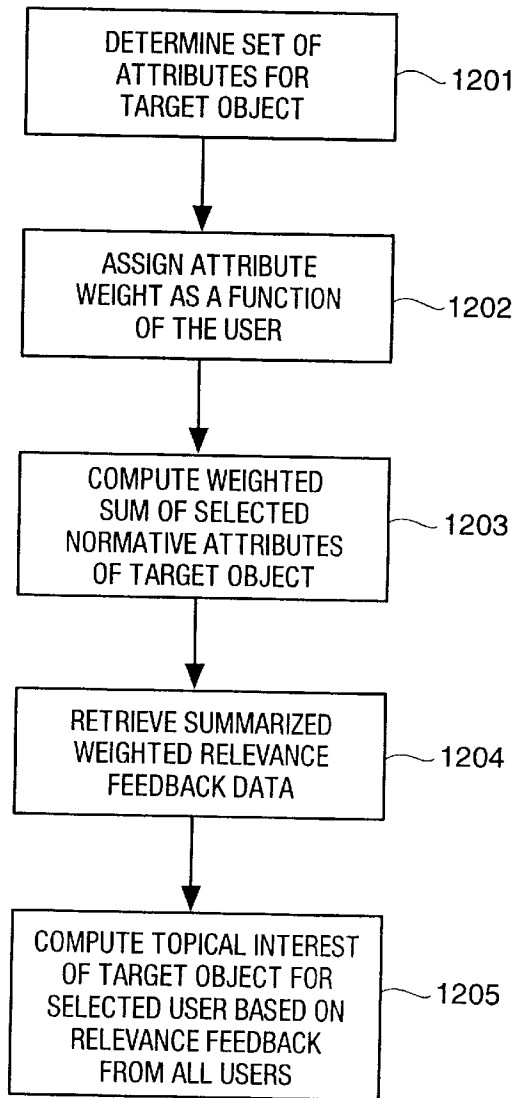 DETERMINE SET OF
ATTRIBUTES FOR
TARGET OBJECT
1201
ASSIGN ATTRIBUTE
WEIGHT AS A FUNCTION
OF THE USER
1202
COMPUTE WEIGHTED
SUM OF SELECTED
NORMATIVE ATTRIBUTES
OF TARGET OBJECT
1203
RETRIEVE SUMMARIZED
WEIGHTED RELEVANCE
FEEDBACK DATA
1204
COMPUTE TOPICAL INTEREST
OF TARGET OBJECT FOR
SELECTED USER BASED ON
RELEVANCE FEEDBACK
FROM ALL USERS
1205